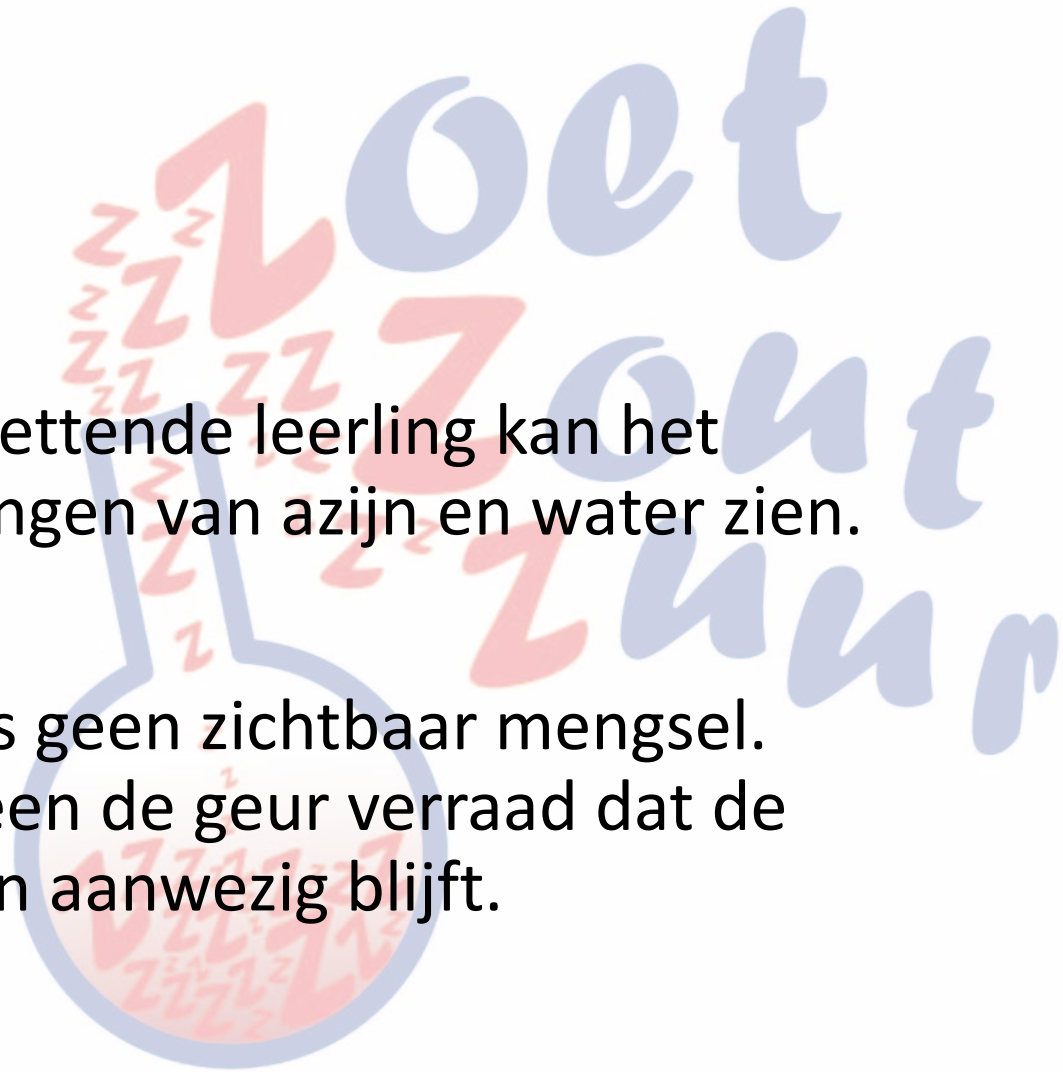 Zoet
Zout
Zuur
ettende leerling kan het
ngen van azijn en water zien.
s geen zichtbaar mengsel.
een de geur verraad dat de
n aanwezig blijft.